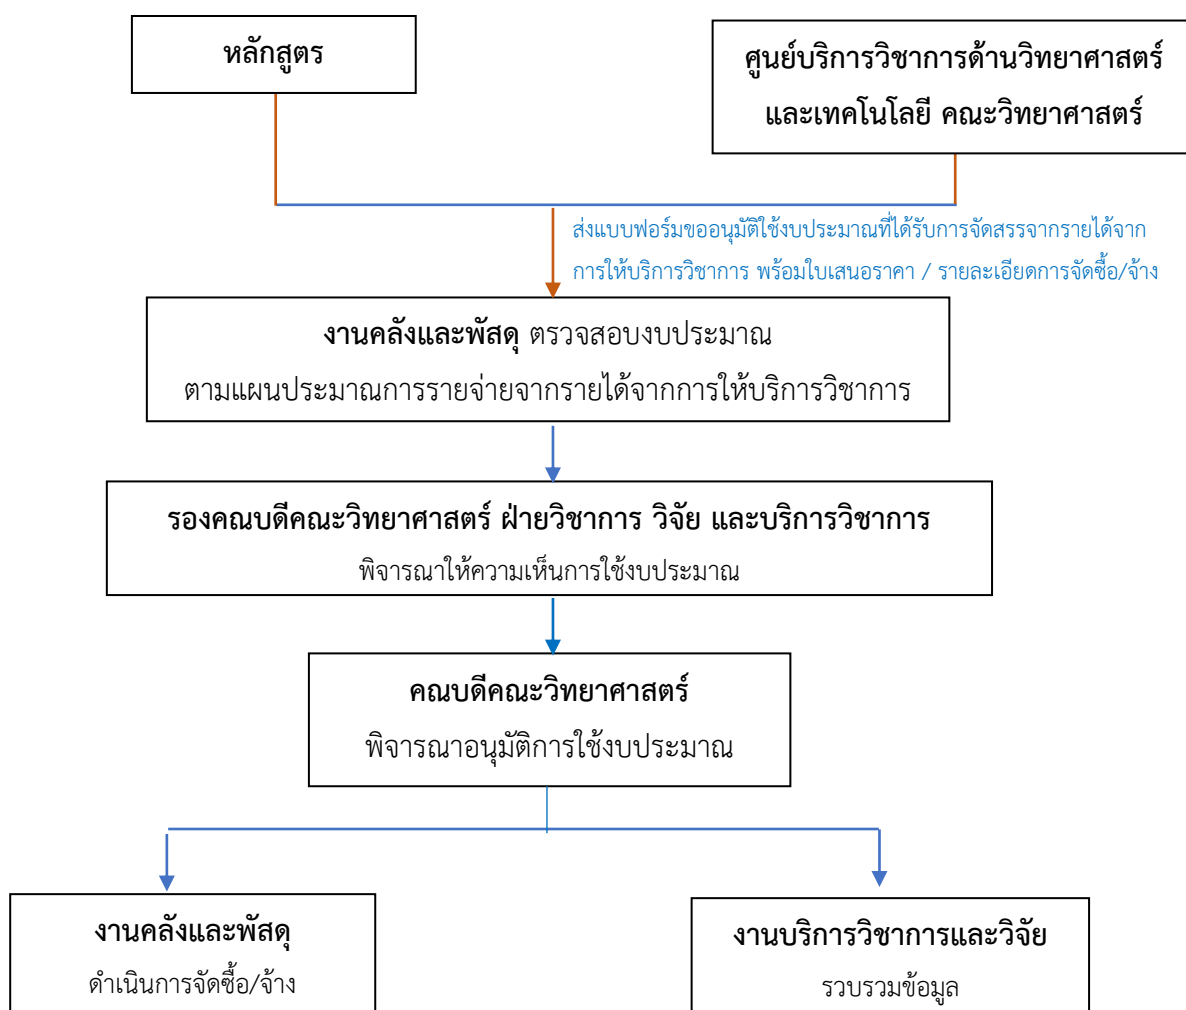 หลักสูตร
ศูนย์บริการวิชาการด้านวิทยาศาสตร์
และเทคโนโลยี คณะวิทยาศาสตร์
ส่งแบบฟอร์มขออนุมัติใช้งบประมาณที่ได้รับการจัดสรรจากรายได้จาก
การให้บริการวิชาการ พร้อมใบเสนอราคา / รายละเอียดการจัดซื้อ/จ้าง
งานคลังและพัสดุ ตรวจสอบงบประมาณ
ตามแผนประมาณการรายจ่ายจากรายได้จากการให้บริการวิชาการ
รองคณบดีคณะวิทยาศาสตร์ ฝ่ายวิชาการ วิจัย และบริการวิชาการ
พิจารณาให้ความเห็นการใช้งบประมาณ
คณบดีคณะวิทยาศาสตร์
พิจารณาอนุมัติการใช้งบประมาณ
งานคลังและพัสดุ
ดำเนินการจัดซื้อ/จ้าง
งานบริการวิชาการและวิจัย
รวบรวมข้อมูล